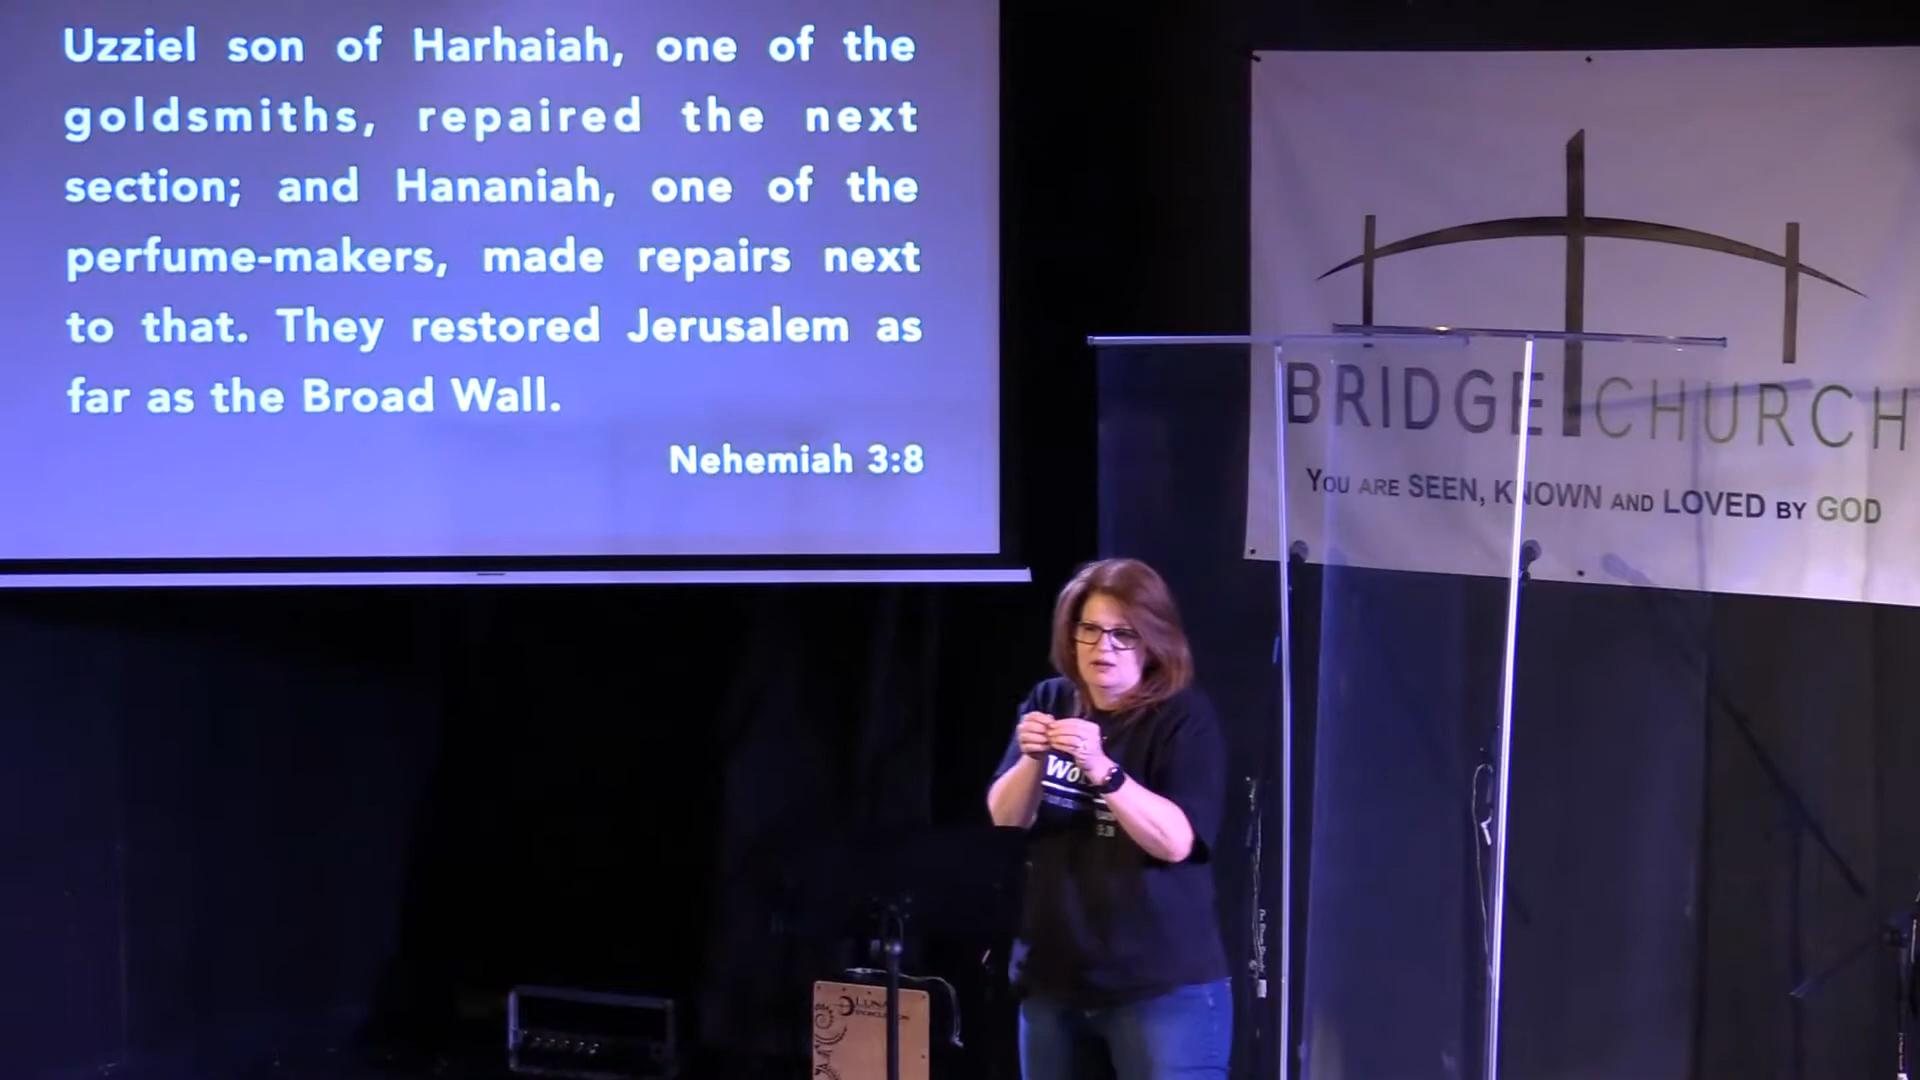 Uzziel son of Harhaiah, one of the
goldsmiths, repaired the next
section; and Hananiah, one of the
perfume-makers, made repairs next
to that. They restored Jerusalem as
far as the Broad Wall.
Nehemiah 3:8
BRIDGE CHURCH
YOU ARE SEEN, KNOWN AND LOVED BY GOD
LUNA
PERCUSSION